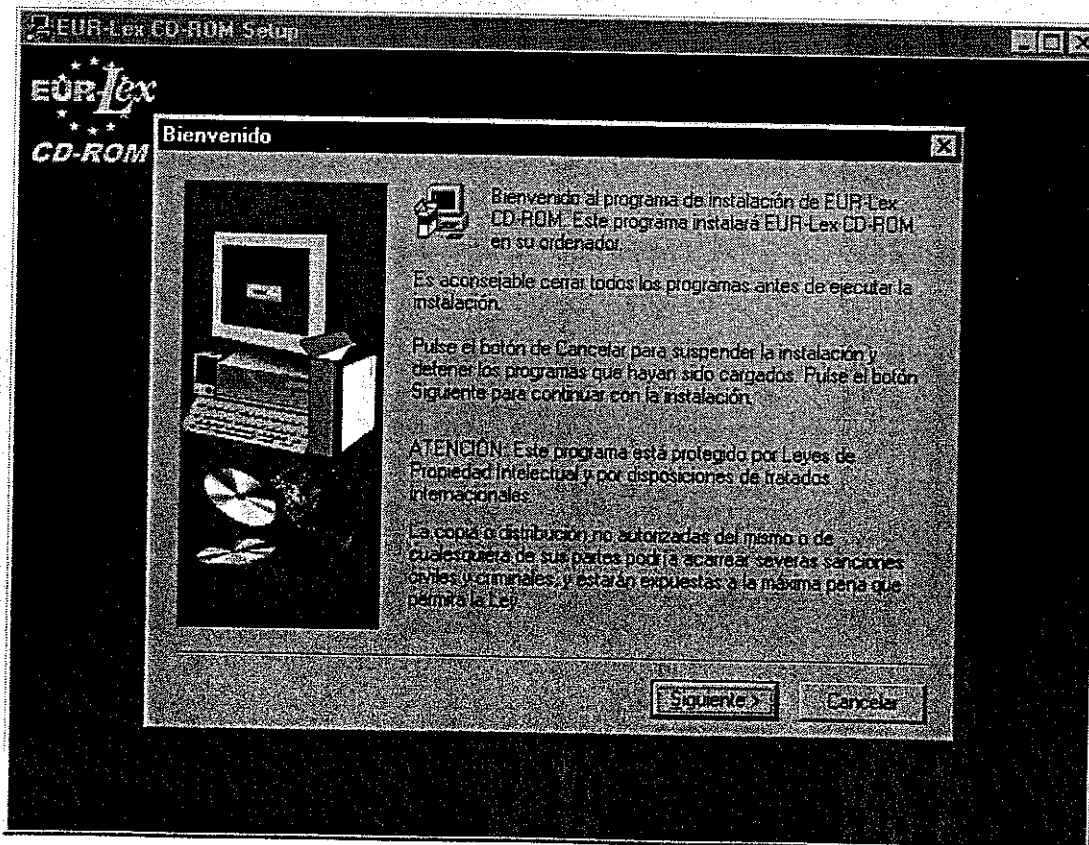 EUR-Lex CD-ROM Setup
EUR-Lex
CD-ROM
Bienvenido
Bienvenido al programa de instalación de EUR-Lex
CD-ROM. Este programa instalará EUR-Lex CD-ROM
en su ordenador.
Es aconsejable cerrar todos los programas antes de ejecutar la
instalación.
Pulse el botón de Cancelar para suspender la instalación y
detener los programas que hayan sido cargados. Pulse el botón
Siguiente para continuar con la instalación.
ATENCIÓN: Este programa está protegido por Leyes de
Propiedad Intelectual y por disposiciones de tratados
internacionales.
La copia o distribución no autorizadas del mismo o de
cualesquiera de sus partes podría acarrear severas sanciones
civiles y criminales, y estarán expuestas a la máxima pena que
permita la Ley.
Siguiente >
Cancelar